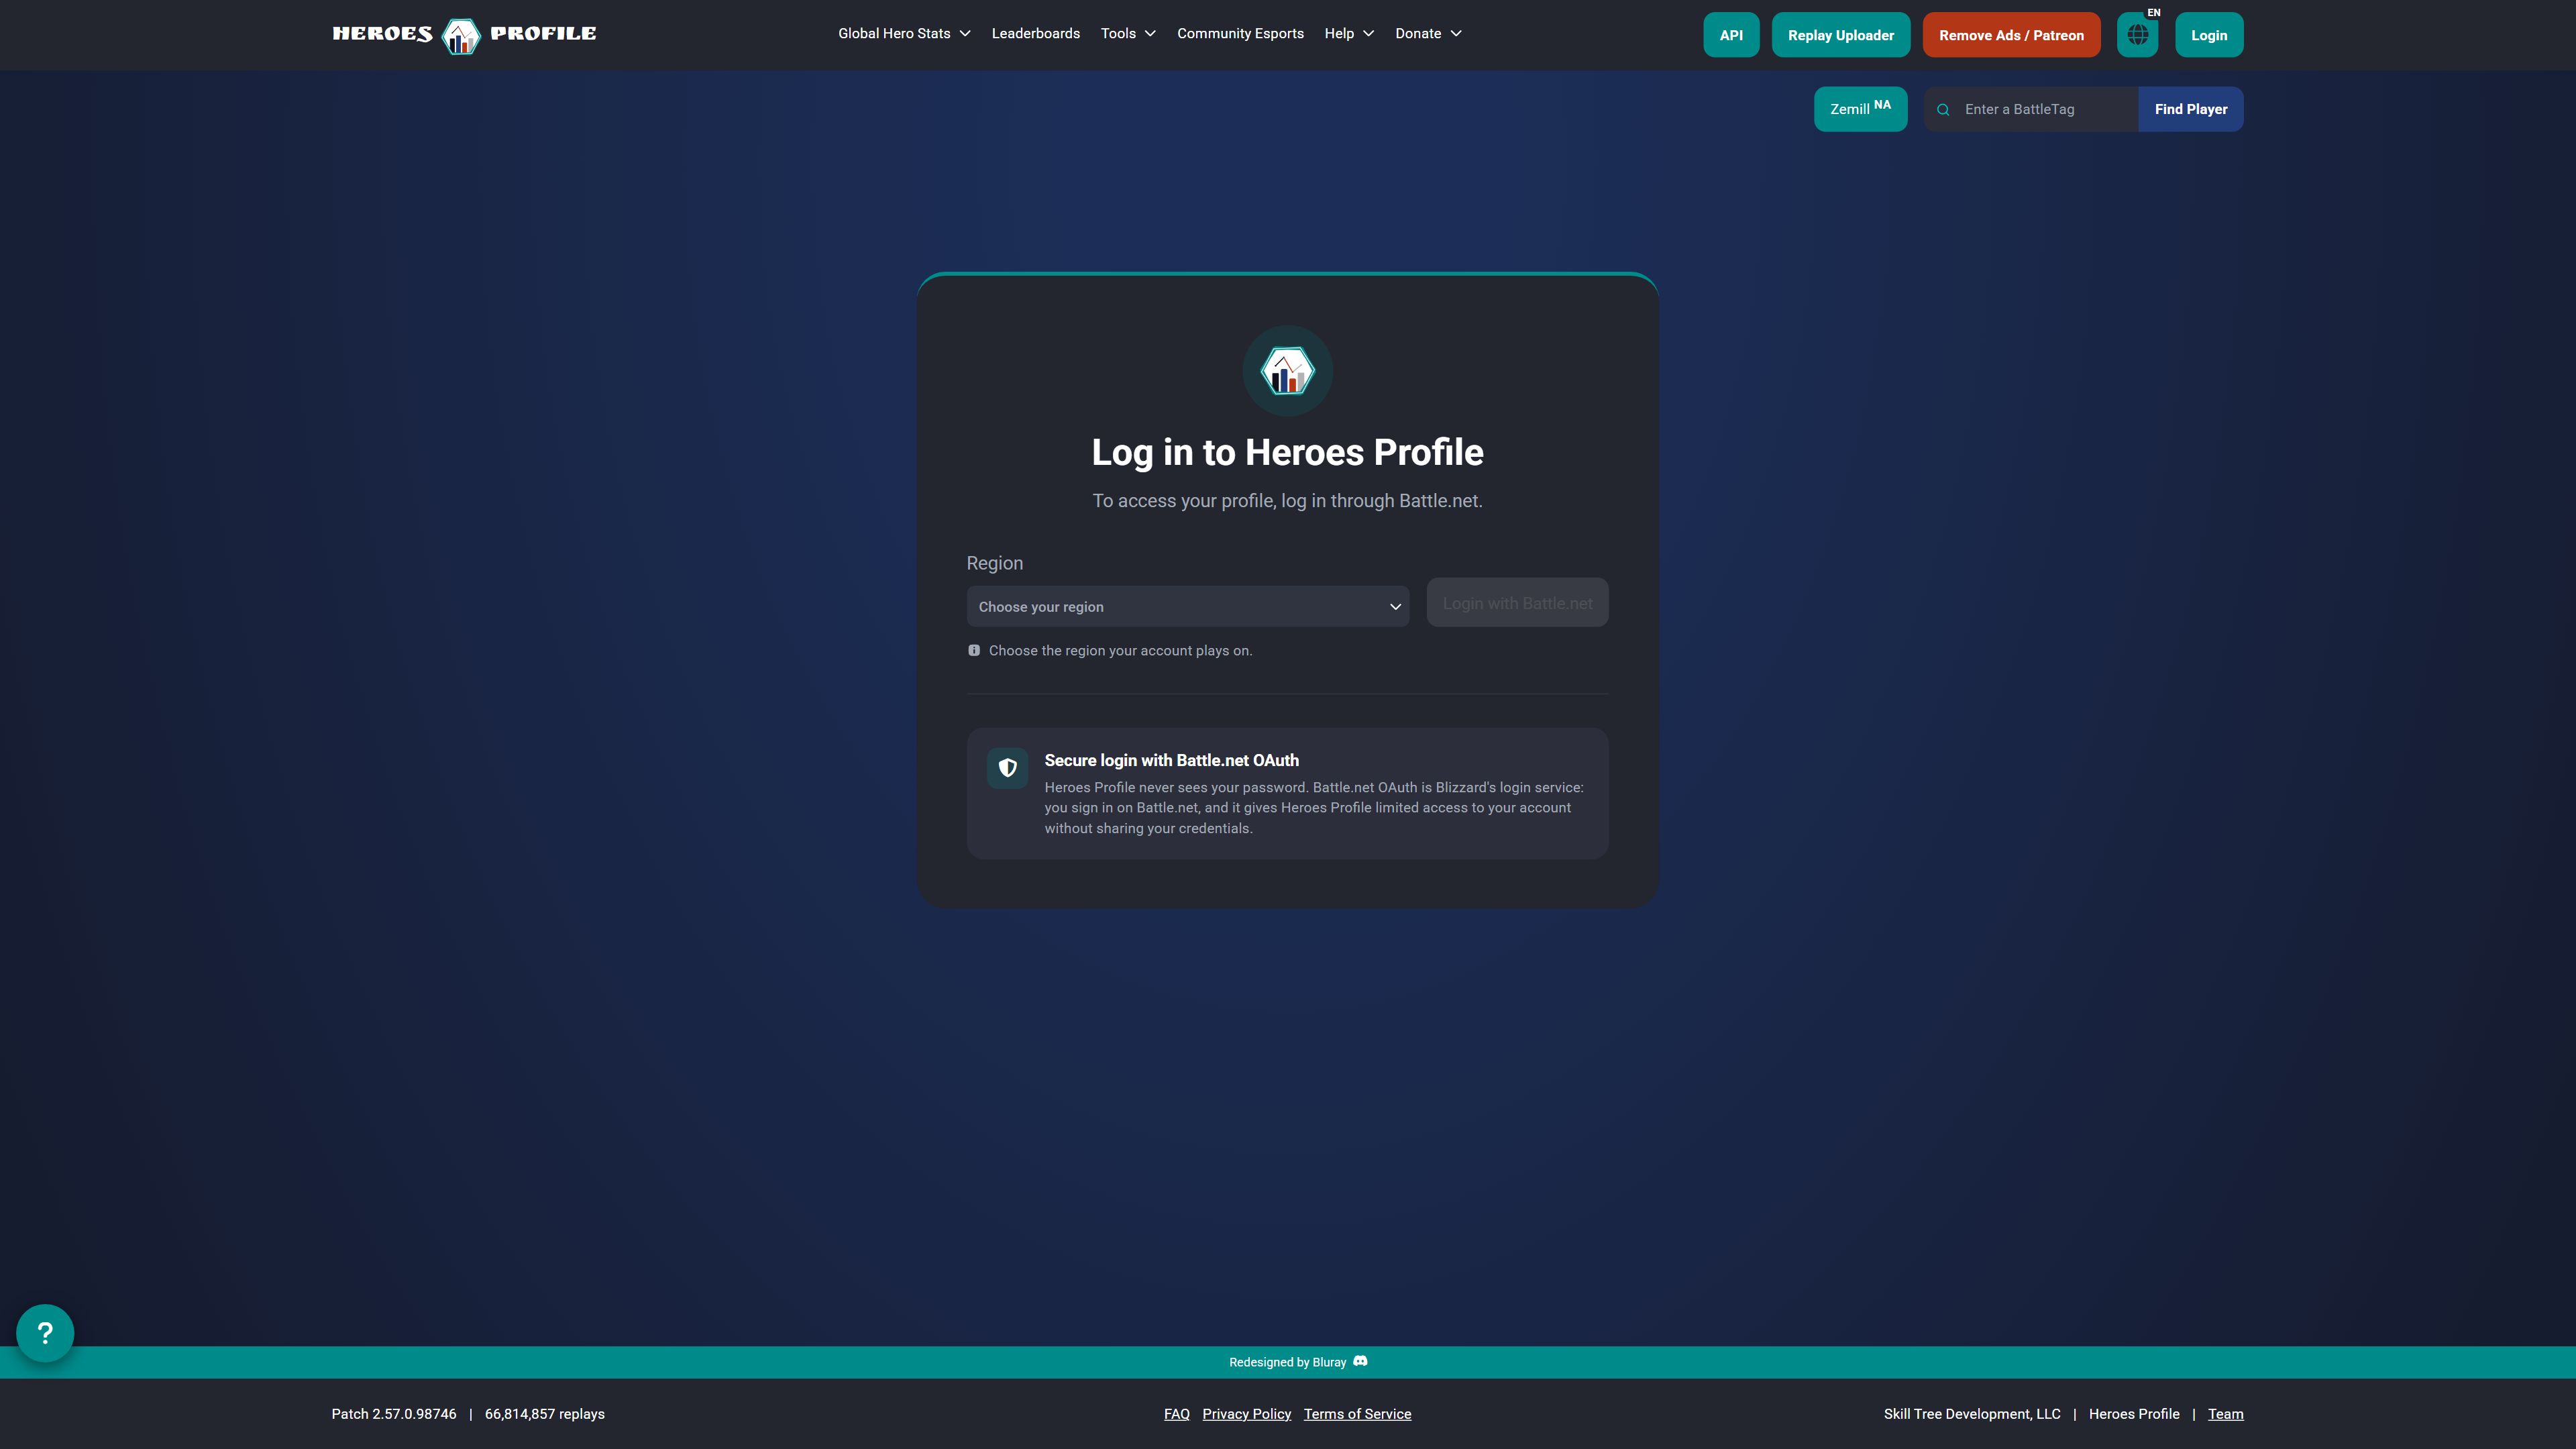 HEROES PROFILE
Global Hero Stats Leaderboards Tools Community Esports Help Donate
API Replay Uploader Remove Ads / Patreon EN Login
Zemill NA Enter a BattleTag Find Player
Log in to Heroes Profile
To access your profile, log in through Battle.net.
Region
Choose your region Login with Battle.net
Choose the region your account plays on.
Secure login with Battle.net OAuth
Heroes Profile never sees your password. Battle.net OAuth is Blizzard's login service:
you sign in on Battle.net, and it gives Heroes Profile limited access to your account
without sharing your credentials.
?
Redesigned by Bluray
Patch 2.57.0.98746 | 66,814,857 replays FAQ Privacy Policy Terms of Service Skill Tree Development, LLC | Heroes Profile | Team